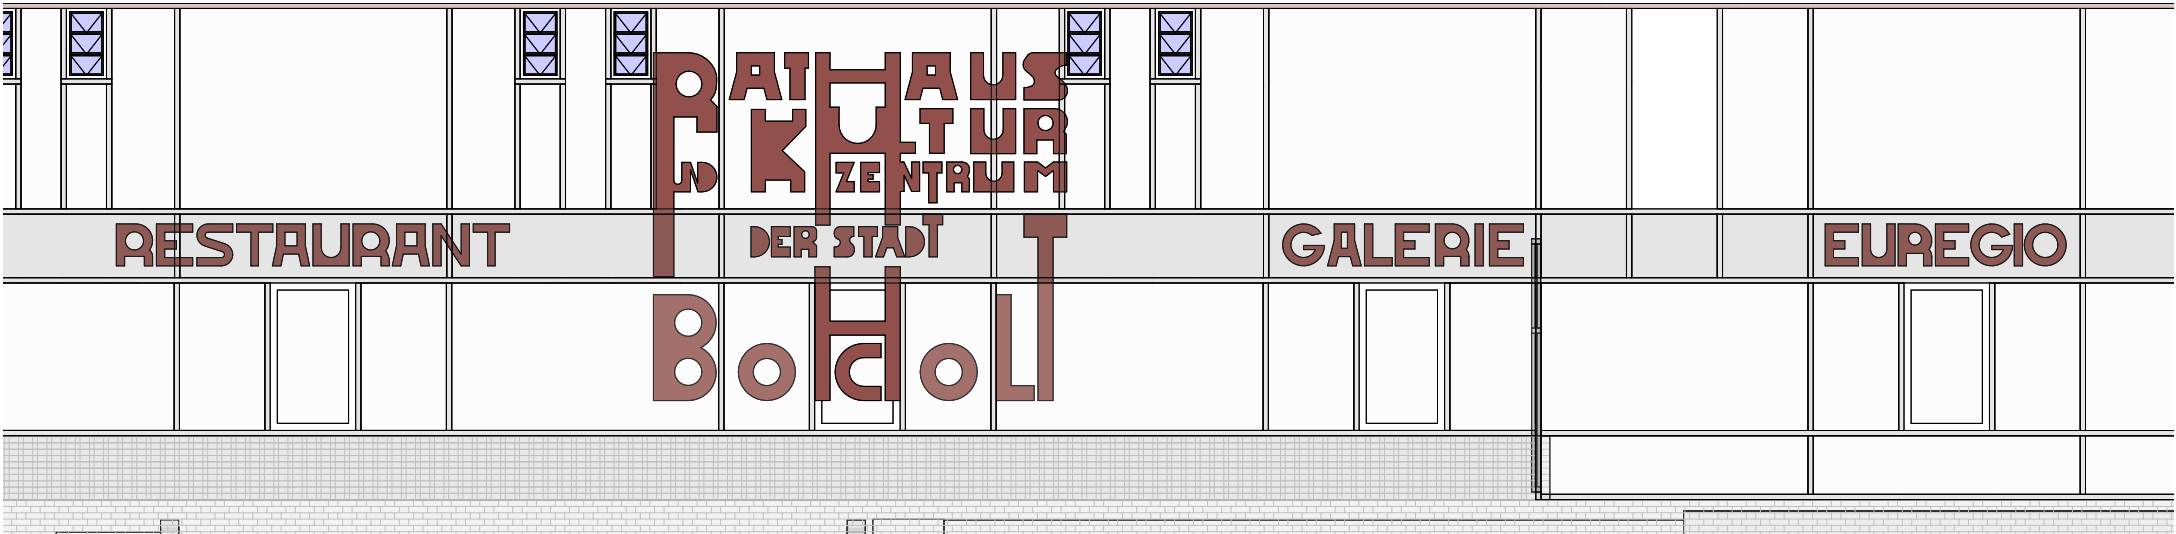 RATHAUS
UND KULTUR
ZENTRUM
DER STADT
BOCHOLT
RESTAURANT
GALERIE
EUREGIO